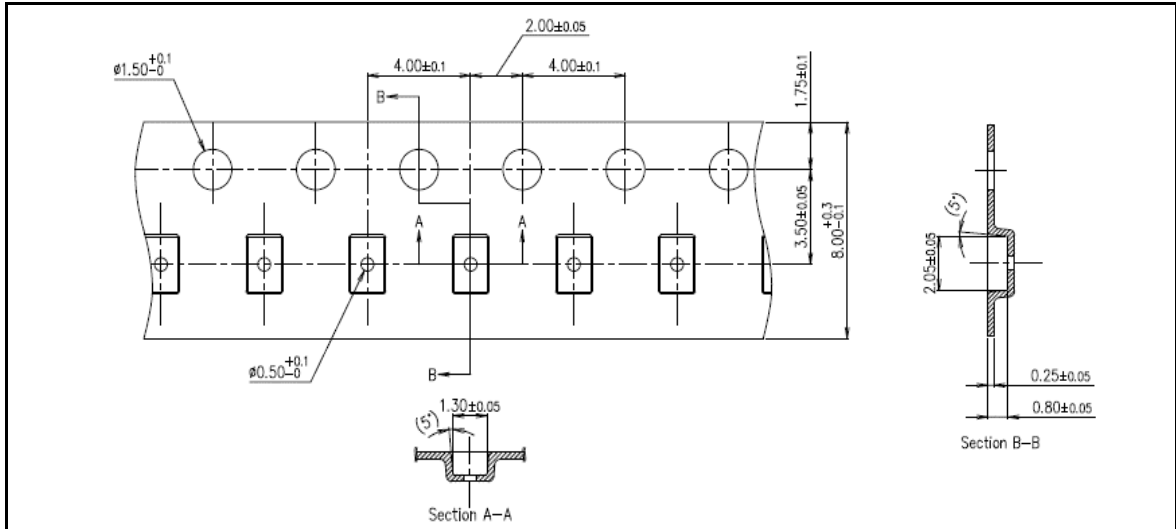 2.00±0.05
ø1.50+0.1-0
4.00±0.1
4.00±0.1
1.75±0.1
B
A
A
3.50±0.05
8.00+0.3-0.1
(5°)
2.05±0.05
ø0.50+0.1-0
B
1.30±0.05
(5°)
0.25±0.05
0.80±0.05
Section B-B
Section A-A